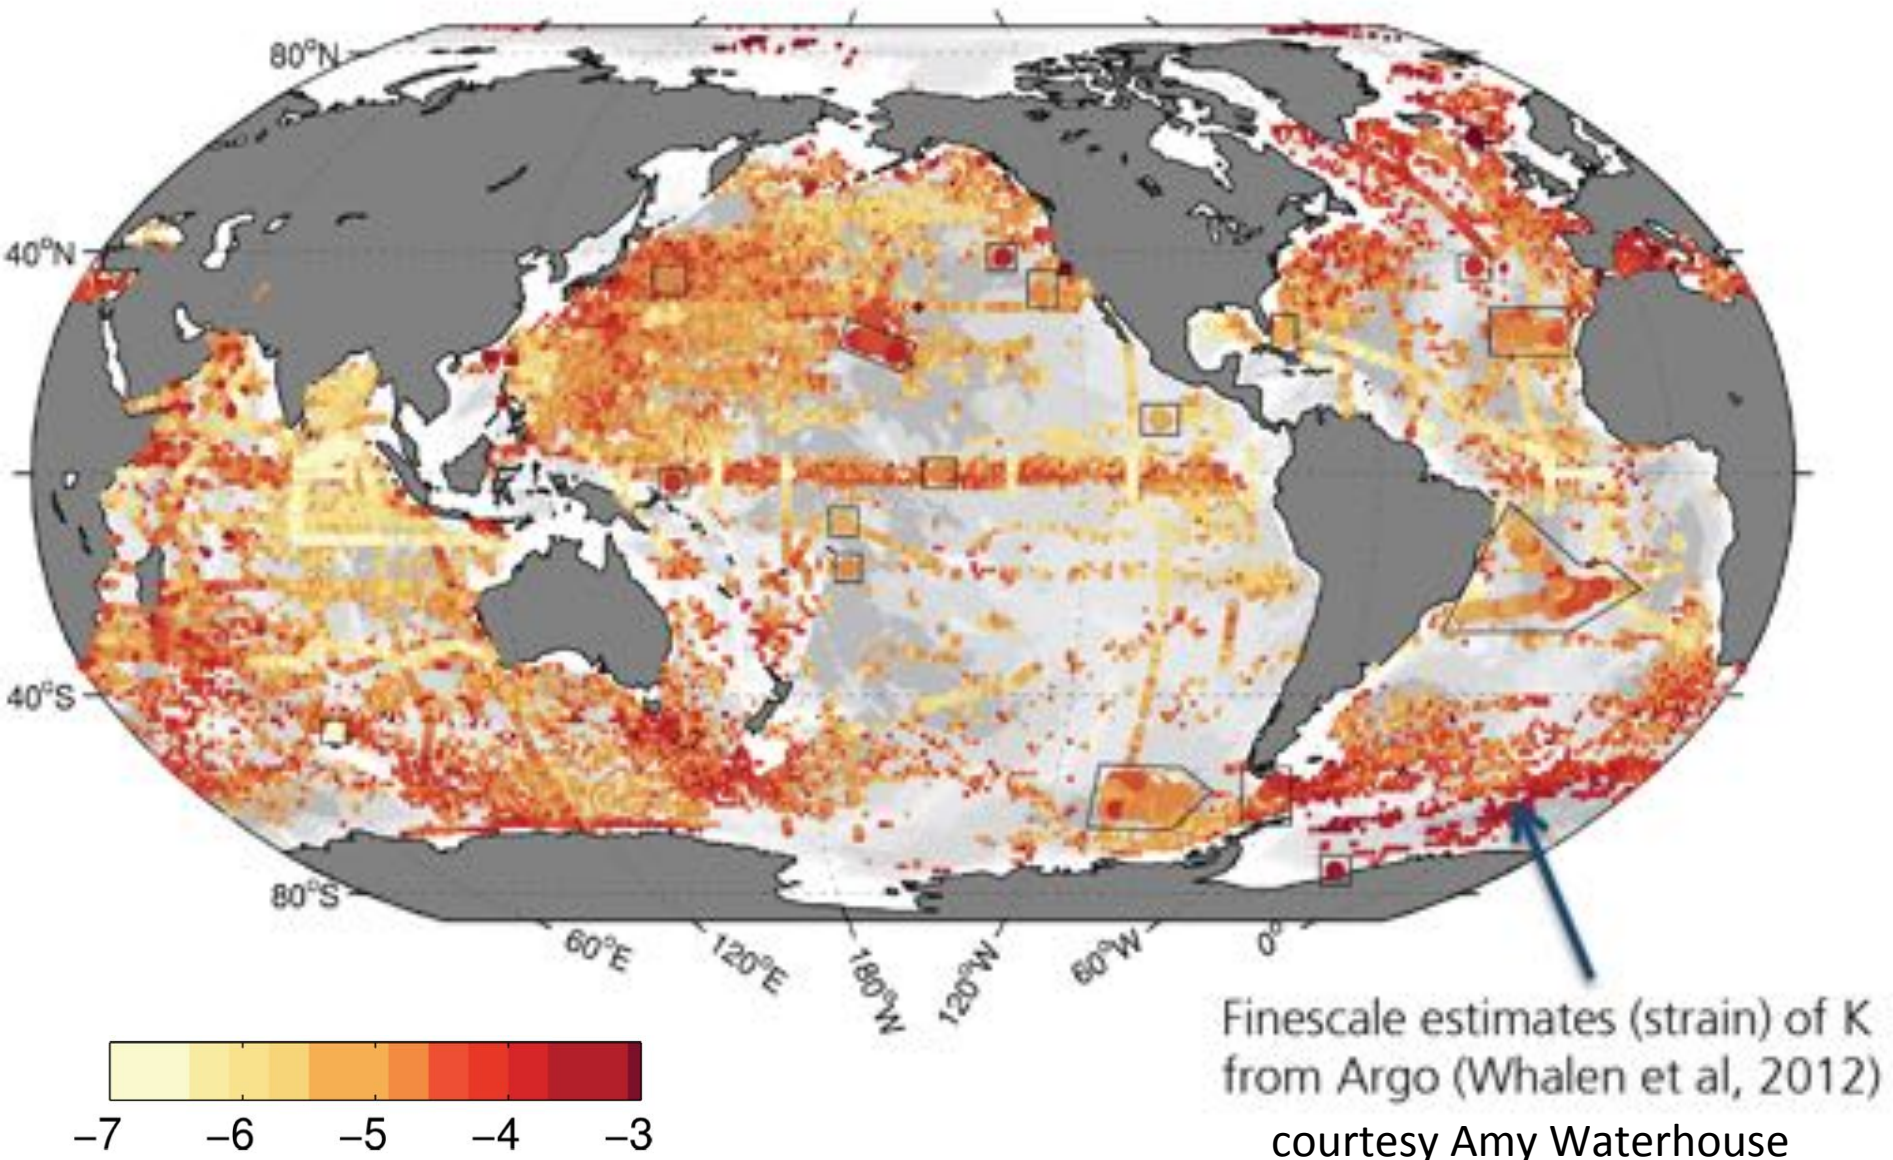 80°N
40°N
40°S
80°S
60°E
120°E
180°W
120°W
60°W
0°
−7 −6 −5 −4 −3
Finescale estimates (strain) of K
from Argo (Whalen et al, 2012)
courtesy Amy Waterhouse